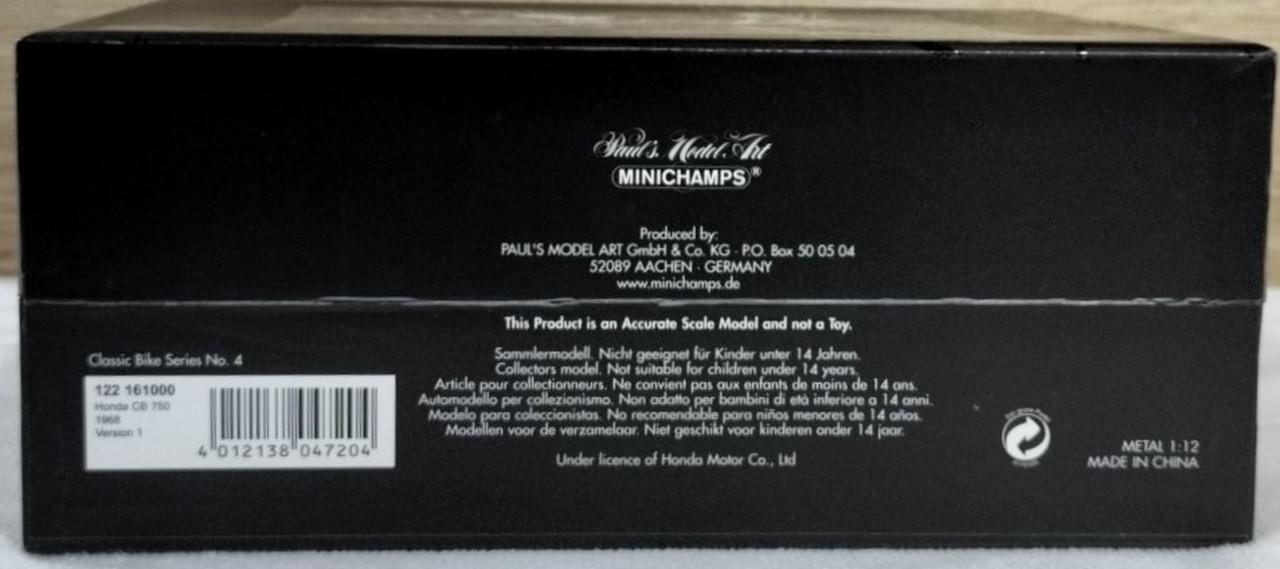 Paul's Model Art
MINICHAMPS®
Produced by:
PAUL'S MODEL ART GmbH & Co. KG · P.O. Box 50 05 04
52089 AACHEN · GERMANY
www.minichamps.de
This Product is an Accurate Scale Model and not a Toy.
Sammlermodell. Nicht geeignet für Kinder unter 14 Jahren.
Collectors model. Not suitable for children under 14 years.
Article pour collectionneurs. Ne convient pas aux enfants de moins de 14 ans.
Automodello per collezionismo. Non adatto per bambini di età inferiore a 14 anni.
Modelo para coleccionistas. No recomendable para niños menores de 14 años.
Modellen voor de verzamelaar. Niet geschikt voor kinderen onder 14 jaar.
Under licence of Honda Motor Co., Ltd
Classic Bike Series No. 4
122 161000
Honda CB 750
1968
Version 1
4 012138 047204
METAL 1:12
MADE IN CHINA